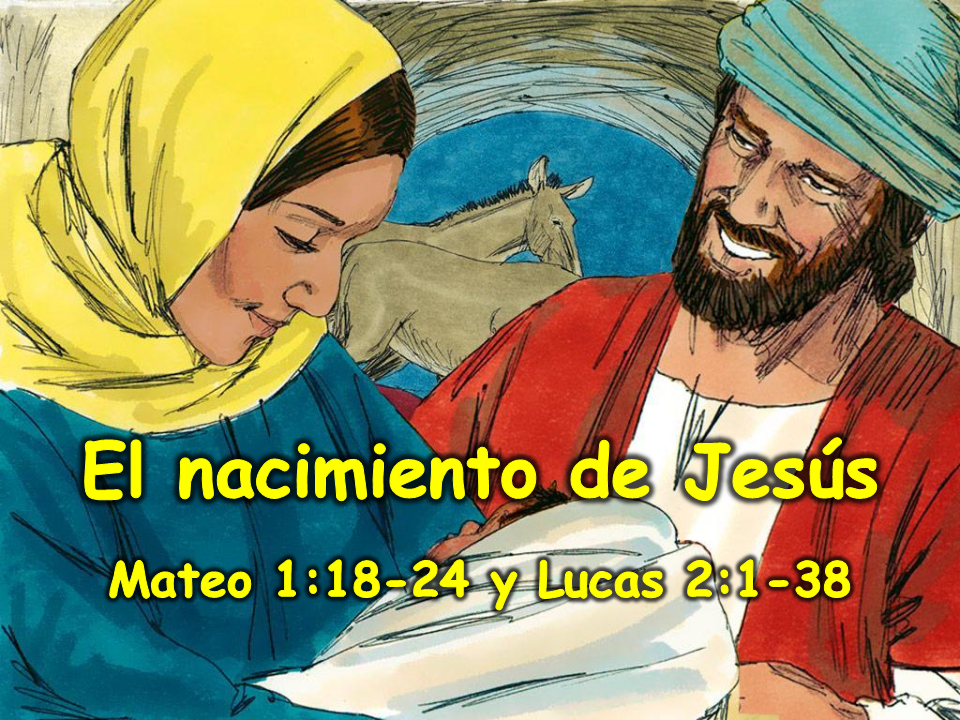 El nacimiento de Jesús
Mateo 1:18-24 y Lucas 2:1-38